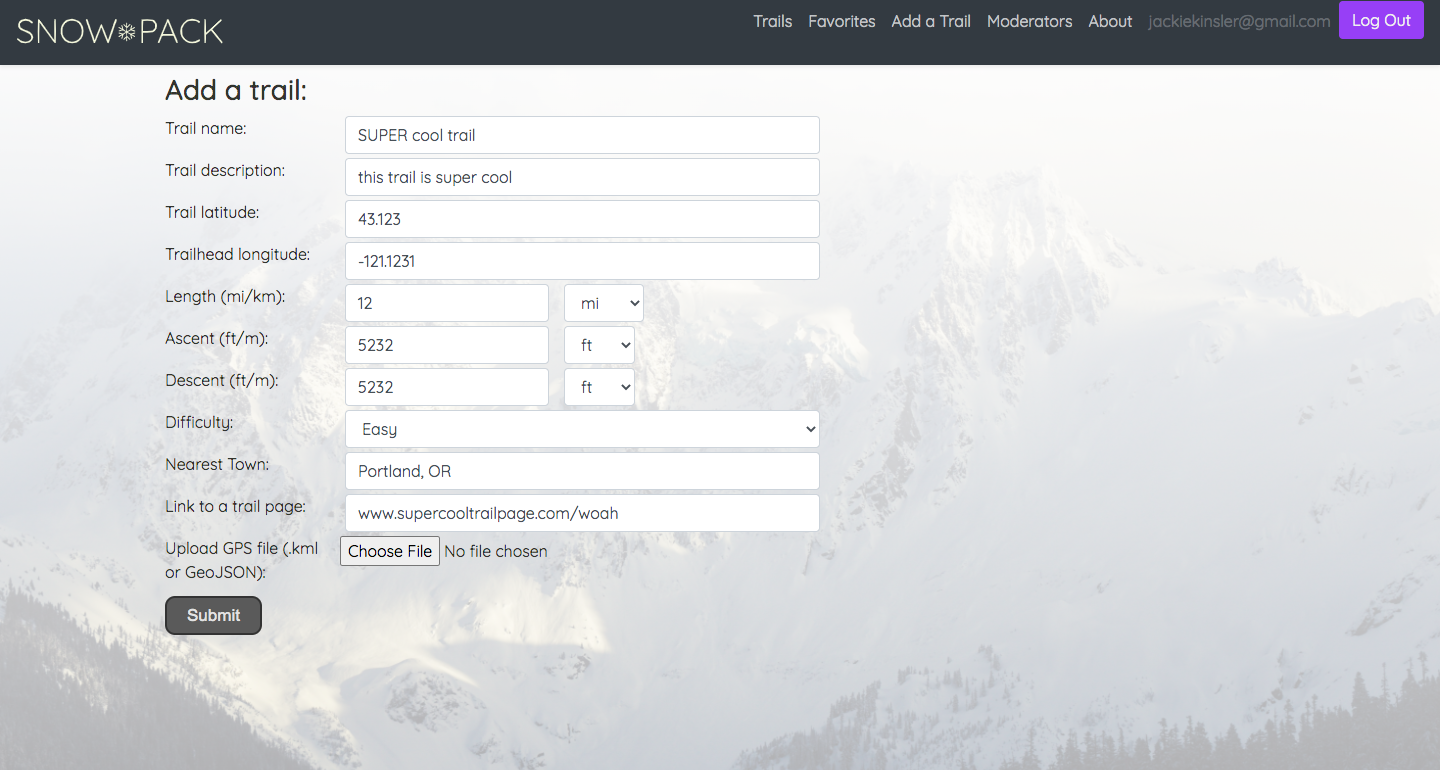 SNOW❄PACK
Trails Favorites Add a Trail Moderators About jackiekinsler@gmail.com Log Out
Add a trail:
Trail name: SUPER cool trail
Trail description: this trail is super cool
Trail latitude: 43.123
Trailhead longitude: -121.1231
Length (mi/km): 12 mi
Ascent (ft/m): 5232 ft
Descent (ft/m): 5232 ft
Difficulty: Easy
Nearest Town: Portland, OR
Link to a trail page: www.supercooltrailpage.com/woah
Upload GPS file (.kml
or GeoJSON): Choose File No file chosen
Submit